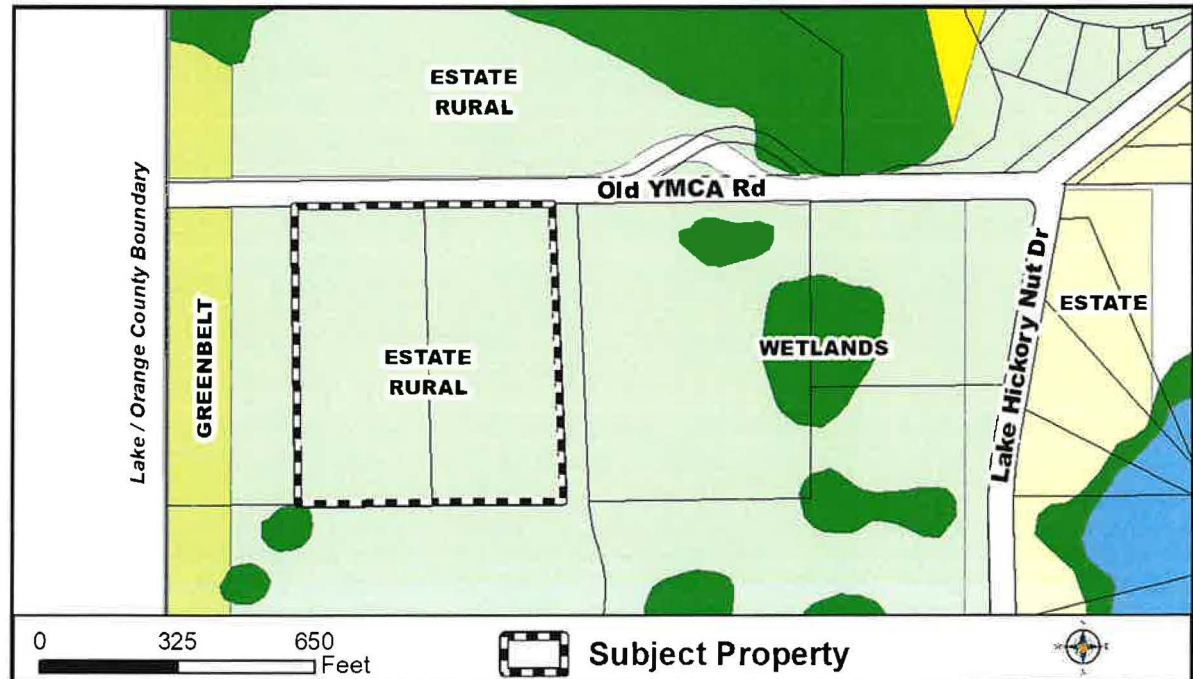 ESTATE
RURAL
Old YMCA Rd
Lake / Orange County Boundary
GREENBELT
ESTATE
RURAL
WETLANDS
Lake Hickory Nut Dr
ESTATE
0 325 650
Feet
Subject Property